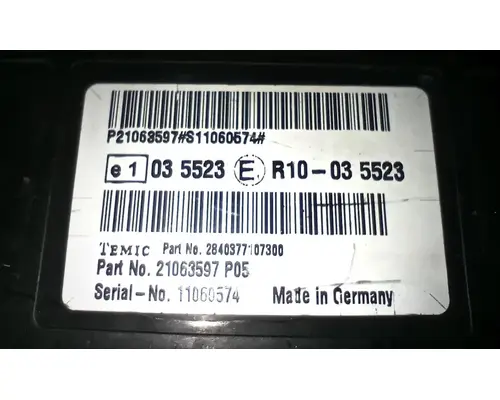 P21063597#S11060574#
e1 03 5523 E R10-03 5523
TEMIC Part No. 2840377107300
Part No. 21063597 P05
Serial-No. 11060574 Made in Germany